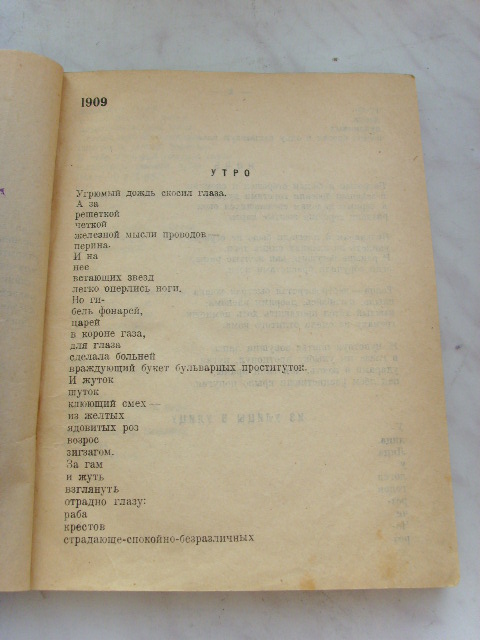 1909
УТРО
Угрюмый дождь скосил глаза.
А за
решеткой
четкой
железной мысли проводов —
перина.
И на
нее
встающих звезд
легко оперлись ноги.
Но ги-
бель фонарей,
царей
в короне газа,
для глаза
сделала больней
враждующий букет бульварных проституток.
И жуток
шуток
клюющий смех —
из желтых
ядовитых роз
возрос
зигзагом.
За гам
и жуть
взглянуть
отрадно глазу:
раба
крестов
страдающе-спокойно-безразличных